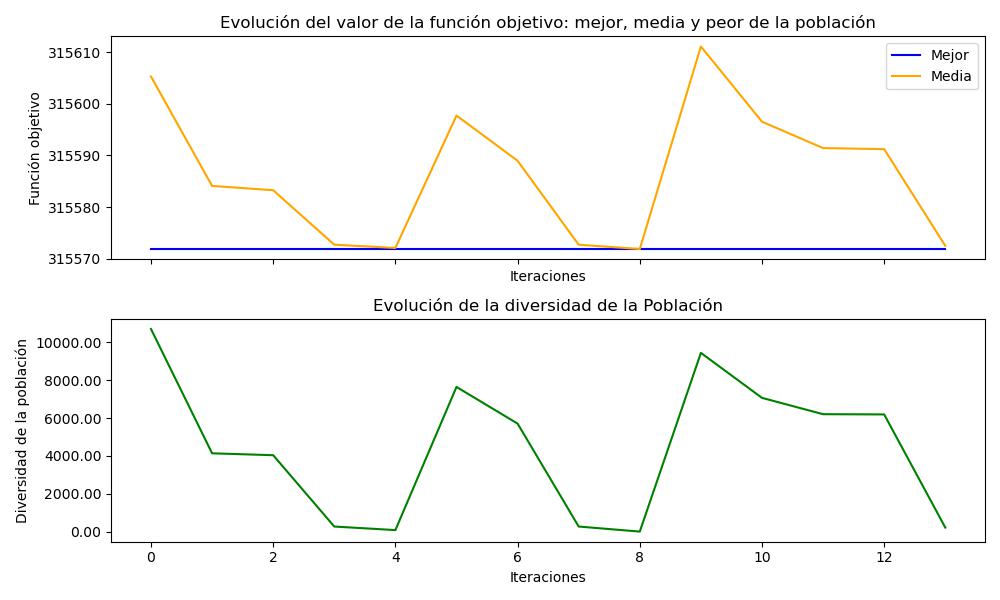 Evolución del valor de la función objetivo: mejor, media y peor de la población
Función objetivo
315610
315600
315590
315580
315570
Mejor
Media
Iteraciones
Evolución de la diversidad de la Población
Diversidad de la población
10000.00
8000.00
6000.00
4000.00
2000.00
0.00
0 2 4 6 8 10 12
Iteraciones